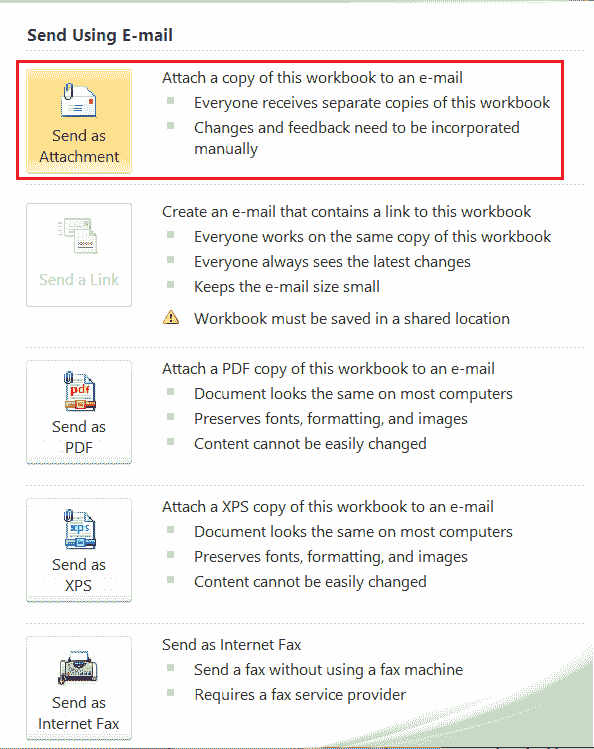 Send Using E-mail
Send as
Attachment
Attach a copy of this workbook to an e-mail
Everyone receives separate copies of this workbook
Changes and feedback need to be incorporated
manually
Send a Link
Create an e-mail that contains a link to this workbook
Everyone works on the same copy of this workbook
Everyone always sees the latest changes
Keeps the e-mail size small
Workbook must be saved in a shared location
pdf
Send as
PDF
Attach a PDF copy of this workbook to an e-mail
Document looks the same on most computers
Preserves fonts, formatting, and images
Content cannot be easily changed
xps
Send as
XPS
Attach a XPS copy of this workbook to an e-mail
Document looks the same on most computers
Preserves fonts, formatting, and images
Content cannot be easily changed
Send as
Internet Fax
Send as Internet Fax
Send a fax without using a fax machine
Requires a fax service provider